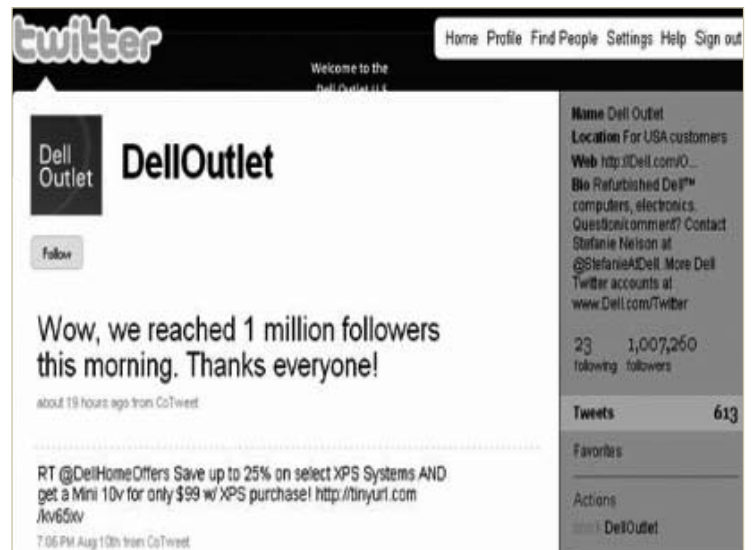 twitter
Home Profile Find People Settings Help Sign out
Welcome to the
Dell Outlet U.S
Dell
Outlet
DellOutlet
Follow
Wow, we reached 1 million followers
this morning. Thanks everyone!
about 19 hours ago from CoTweet
RT @DellHomeOffers Save up to 25% on select XPS Systems AND
get a Mini 10v for only $99 w/ XPS purchase! http://tinyurl.com
/kv65xv
7:06 PM Aug 10th from CoTweet
Name Dell Outlet
Location For USA customers
Web http://Dell.com/O...
Bio Refurbished Dell™
computers, electronics.
Question/comment? Contact
Stefanie Nelson at
@StefanieAtDell. More Dell
Twitter accounts at
www.Dell.com/Twitter
23 1,007,260
following followers
Tweets 613
Favorites
Actions
block DellOutlet